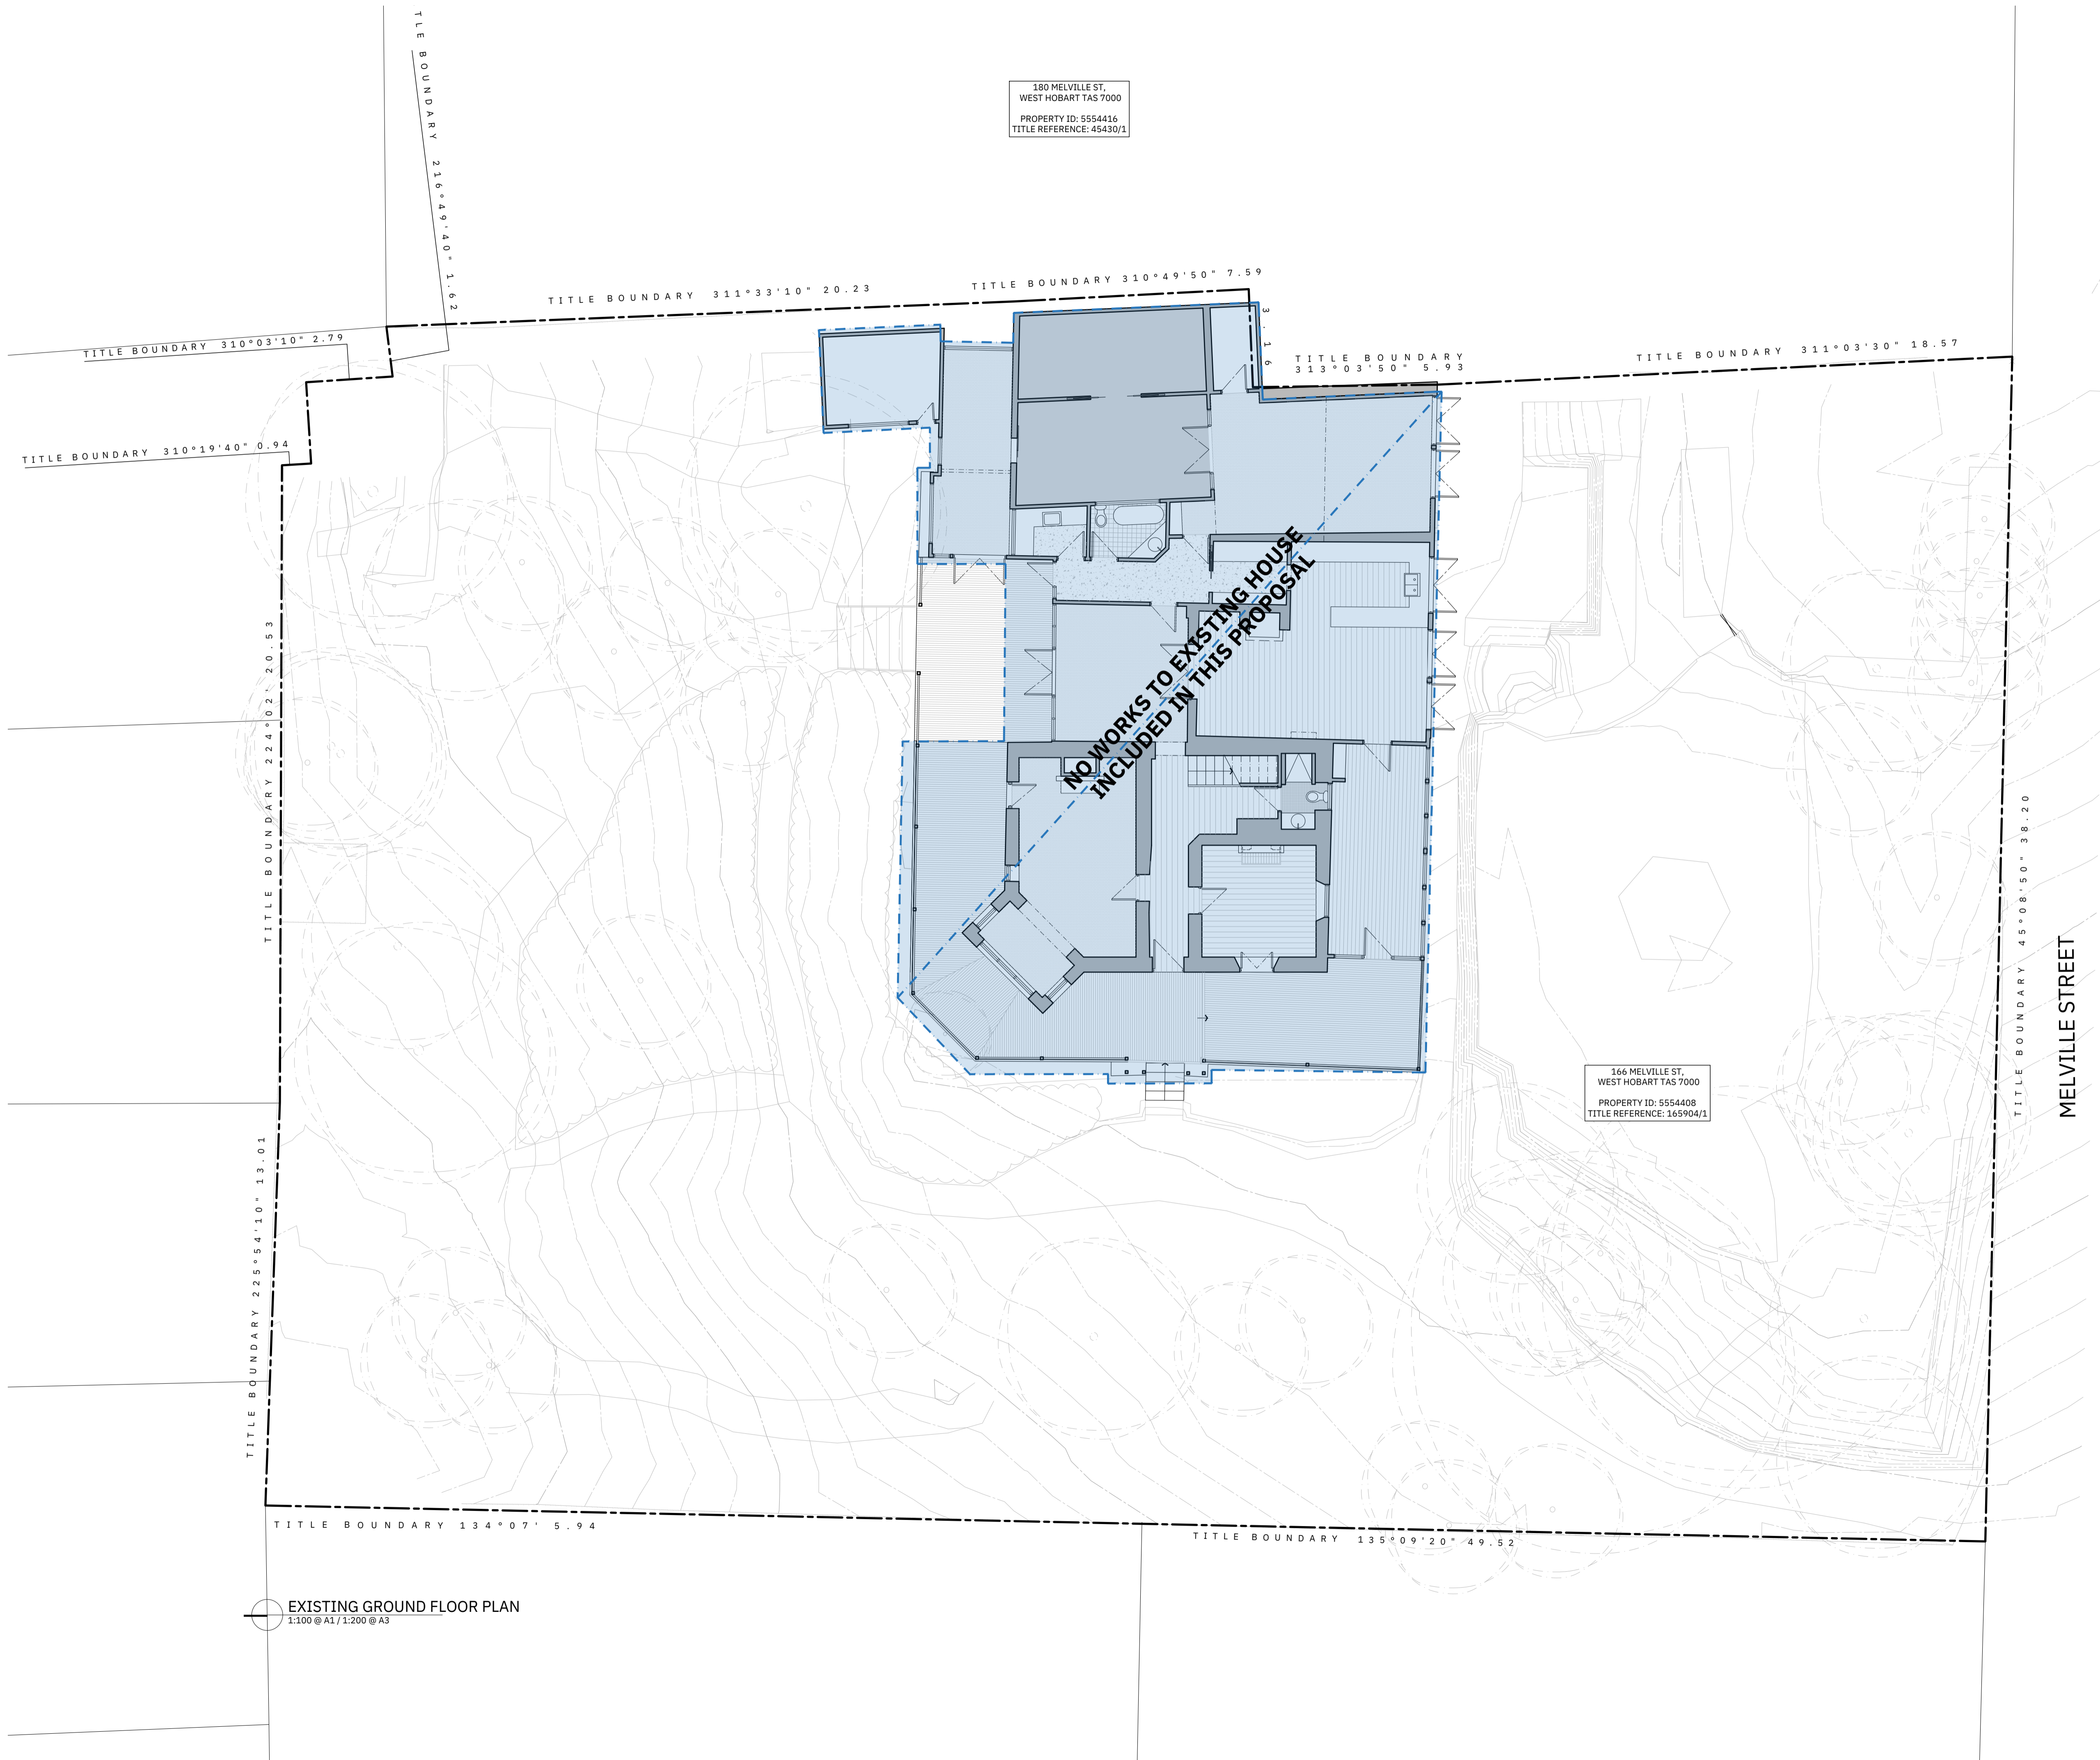 TLE BOUNDARY 216°49'40" 1.62
180 MELVILLE ST,
WEST HOBART TAS 7000
PROPERTY ID: 5554416
TITLE REFERENCE: 45430/1
TITLE BOUNDARY 310°49'50" 7.59
TITLE BOUNDARY 311°33'10" 20.23
3.16
TITLE BOUNDARY 310°03'10" 2.79
TITLE BOUNDARY
313°03'50" 5.93
TITLE BOUNDARY 311°03'30" 18.57
TITLE BOUNDARY 310°19'40" 0.94
NO WORKS TO EXISTING HOUSE
INCLUDED IN THIS PROPOSAL
TITLE BOUNDARY 224°02' 20.53
TITLE BOUNDARY 45°08'50" 38.20
MELVILLE STREET
166 MELVILLE ST,
WEST HOBART TAS 7000
PROPERTY ID: 5554408
TITLE REFERENCE: 165904/1
TITLE BOUNDARY 225°54'10" 13.01
TITLE BOUNDARY 134°07' 5.94
TITLE BOUNDARY 135°09'20" 49.52
EXISTING GROUND FLOOR PLAN
1:100 @ A1 / 1:200 @ A3